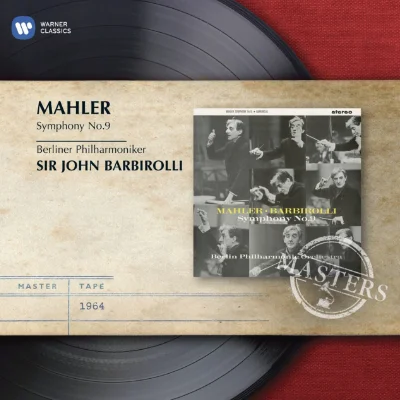 WARNER
CLASSICS
MAHLER
Symphony No.9
Berliner Philharmoniker
SIR JOHN BARBIROLLI
stereo
MAHLER·BARBIROLLI
Symphony No.9
Berlin Philharmonic Orchestra
MASTERS
MASTER TAPE
1964